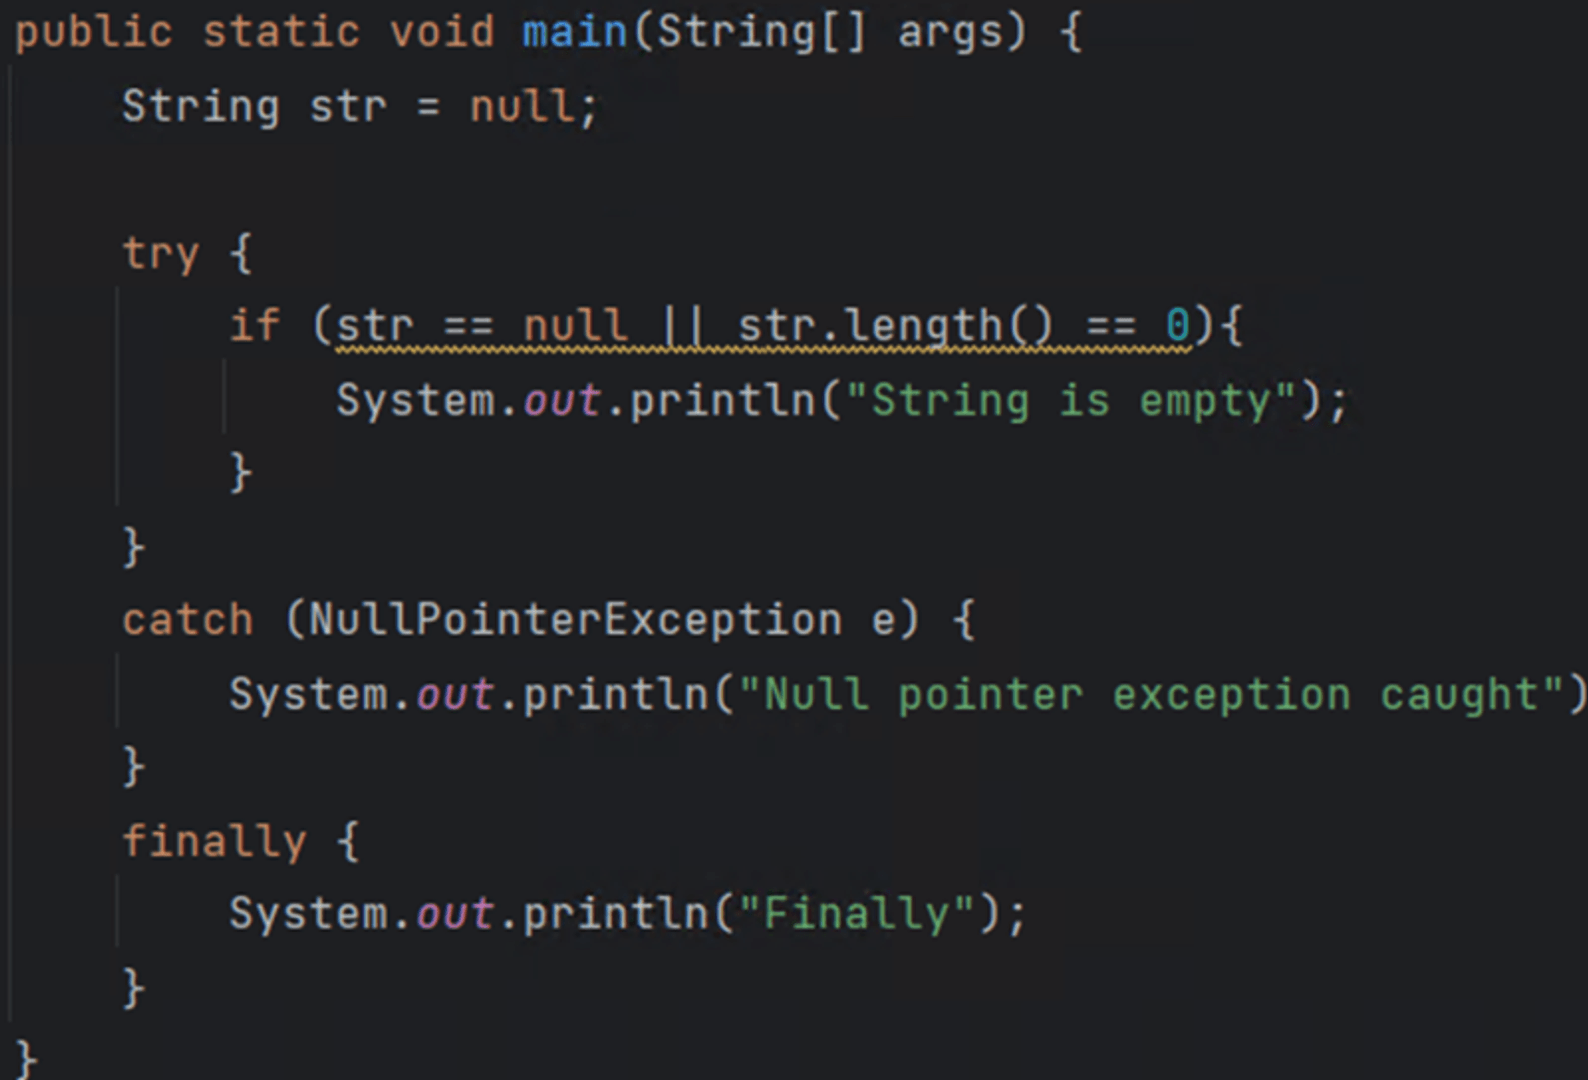 public static void main(String[] args) {
String str = null;
try {
if (str == null || str.length() == 0){
System.out.println("String is empty");
}
}
catch (NullPointerException e) {
System.out.println("Null pointer exception caught")
}
finally {
System.out.println("Finally");
}
}